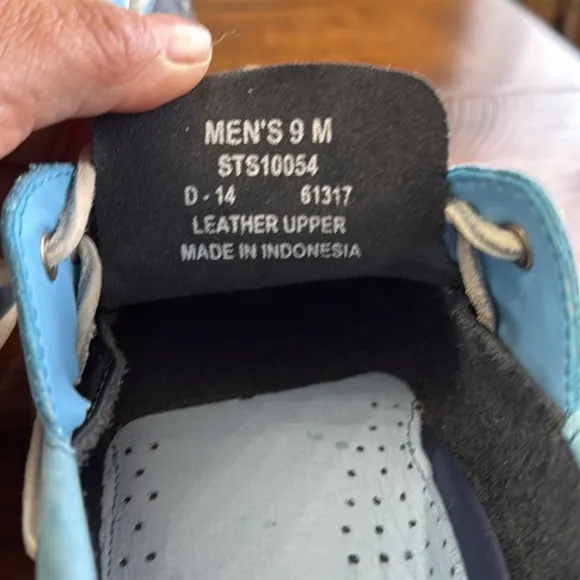 MEN'S 9 M
STS10054
D - 14 61317
LEATHER UPPER
MADE IN INDONESIA